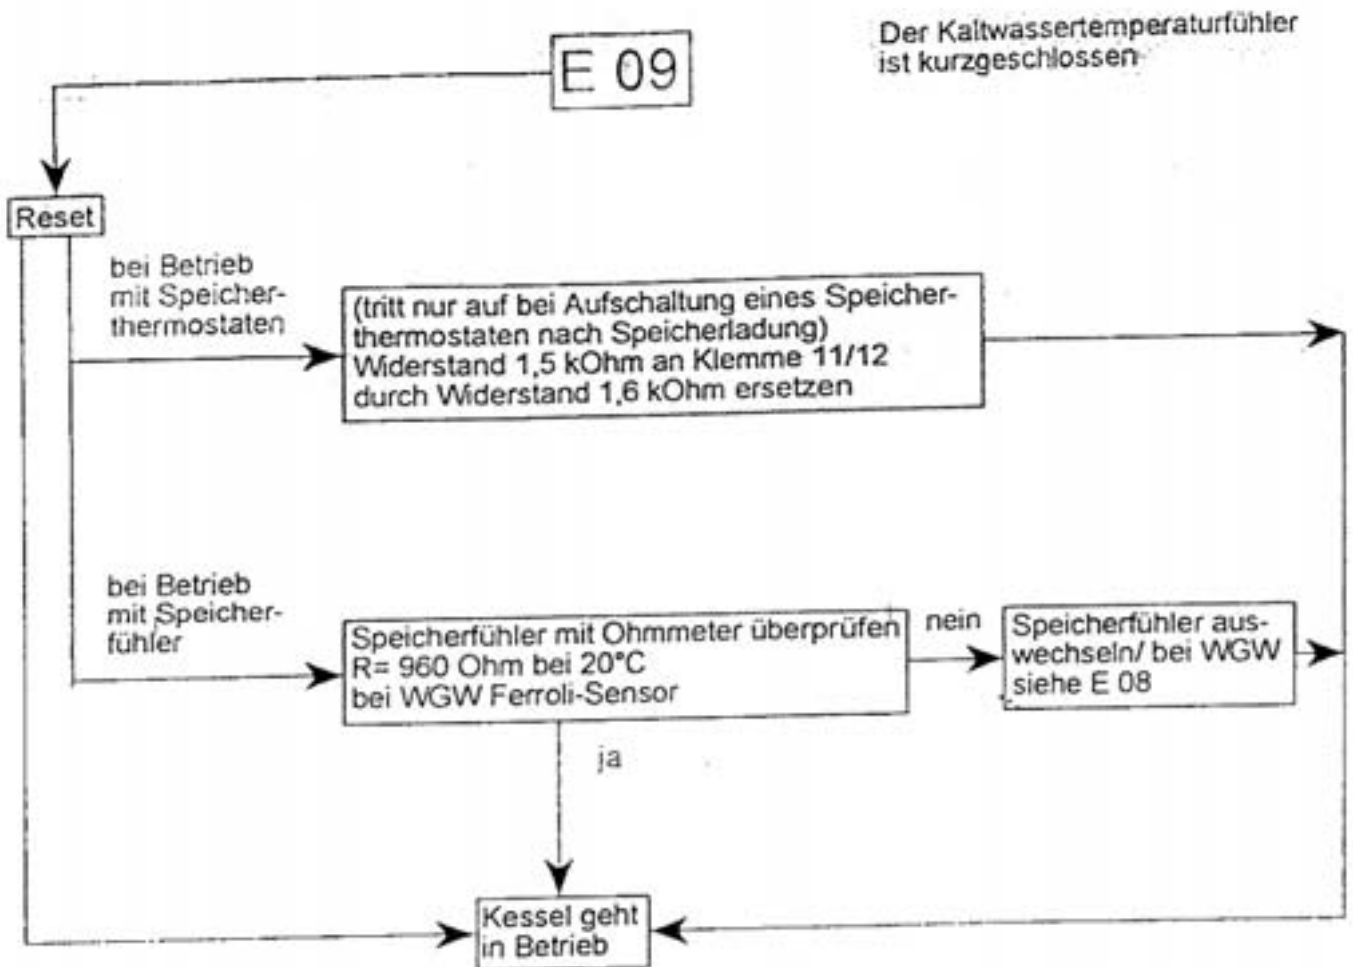 E 09
Der Kaltwassertemperaturfühler
ist kurzgeschlossen
Reset
bei Betrieb
mit Speicher-
thermostaten
(tritt nur auf bei Aufschaltung eines Speicher-
thermostaten nach Speicherladung)
Widerstand 1,5 kOhm an Klemme 11/12
durch Widerstand 1,6 kOhm ersetzen
bei Betrieb
mit Speicher-
fühler
Speicherfühler mit Ohmmeter überprüfen
R= 960 Ohm bei 20°C
bei WGW Ferroli-Sensor
nein
Speicherfühler aus-
wechseln/ bei WGW
siehe E 08
ja
Kessel geht
in Betrieb